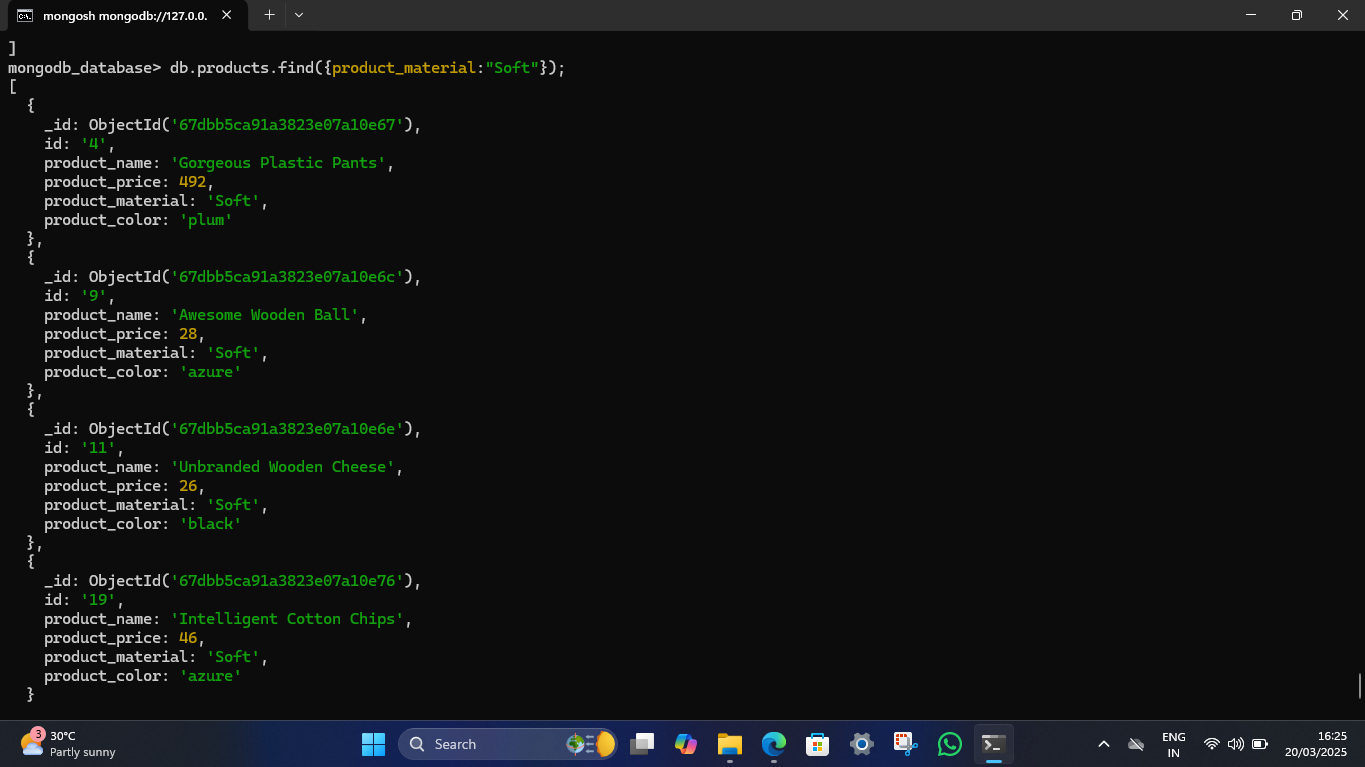 mongosh mongodb://127.0.0.
]
mongodb_database> db.products.find({product_material:"Soft"});
[
  {
    _id: ObjectId('67dbb5ca91a3823e07a10e67'),
    id: '4',
    product_name: 'Gorgeous Plastic Pants',
    product_price: 492,
    product_material: 'Soft',
    product_color: 'plum'
  },
  {
    _id: ObjectId('67dbb5ca91a3823e07a10e6c'),
    id: '9',
    product_name: 'Awesome Wooden Ball',
    product_price: 28,
    product_material: 'Soft',
    product_color: 'azure'
  },
  {
    _id: ObjectId('67dbb5ca91a3823e07a10e6e'),
    id: '11',
    product_name: 'Unbranded Wooden Cheese',
    product_price: 26,
    product_material: 'Soft',
    product_color: 'black'
  },
  {
    _id: ObjectId('67dbb5ca91a3823e07a10e76'),
    id: '19',
    product_name: 'Intelligent Cotton Chips',
    product_price: 46,
    product_material: 'Soft',
    product_color: 'azure'
  }
3
30°C
Partly sunny
Search
ENG
IN
16:25
20/03/2025